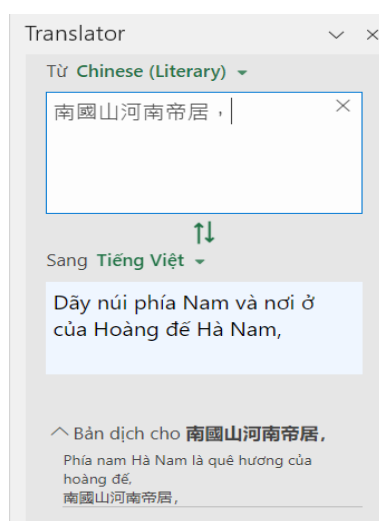 Translator
Từ Chinese (Literary)
南國山河南帝居，
Sang Tiếng Việt
Dãy núi phía Nam và nơi ở
của Hoàng đế Hà Nam,
Bản dịch cho 南國山河南帝居，
Phía nam Hà Nam là quê hương của
hoàng đế,
南國山河南帝居，